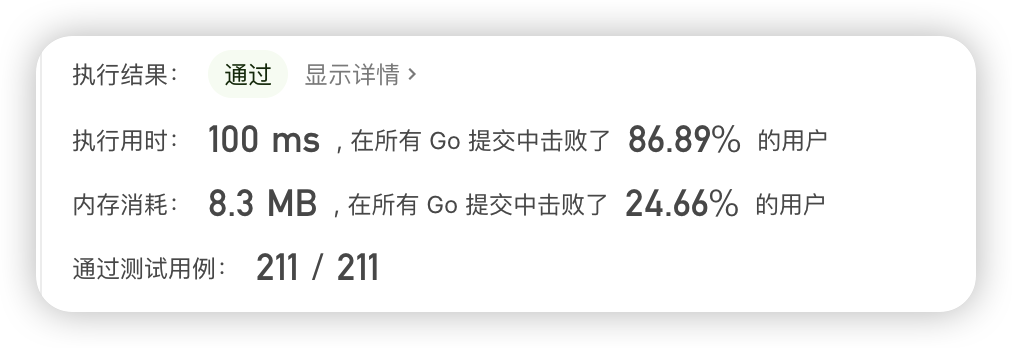 执行结果： 通过 显示详情 >
执行用时： 100 ms , 在所有 Go 提交中击败了 86.89% 的用户
内存消耗： 8.3 MB , 在所有 Go 提交中击败了 24.66% 的用户
通过测试用例： 211 / 211